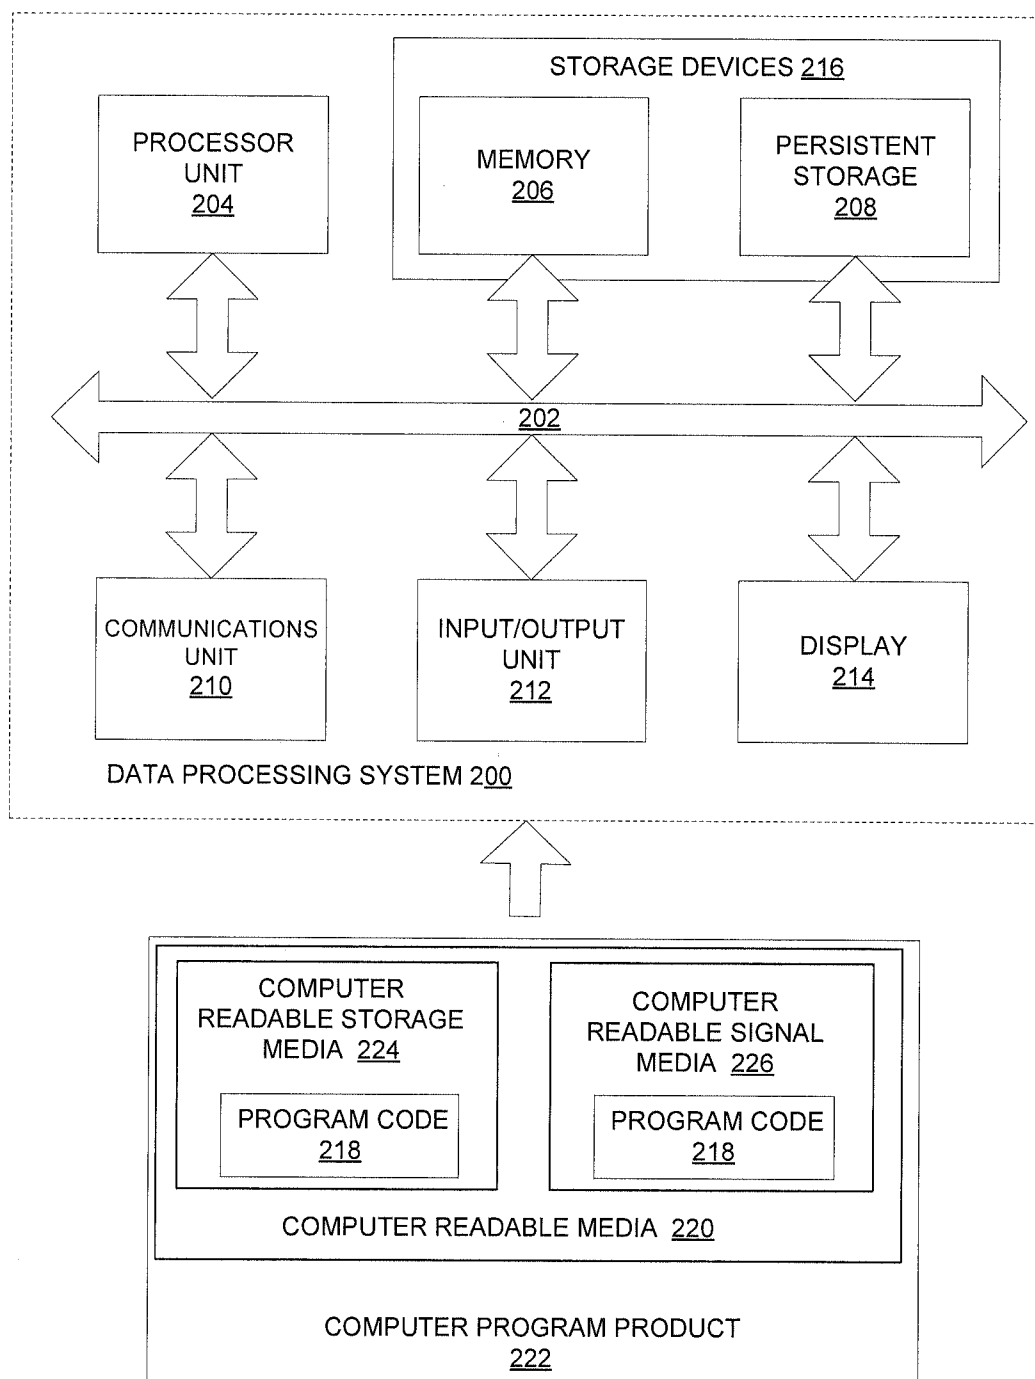 STORAGE DEVICES 216
PROCESSOR
UNIT
204
MEMORY
206
PERSISTENT
STORAGE
208
202
COMMUNICATIONS
UNIT
210
INPUT/OUTPUT
UNIT
212
DISPLAY
214
DATA PROCESSING SYSTEM 200
COMPUTER
READABLE STORAGE
MEDIA 224
PROGRAM CODE
218
COMPUTER
READABLE SIGNAL
MEDIA 226
PROGRAM CODE
218
COMPUTER READABLE MEDIA 220
COMPUTER PROGRAM PRODUCT
222